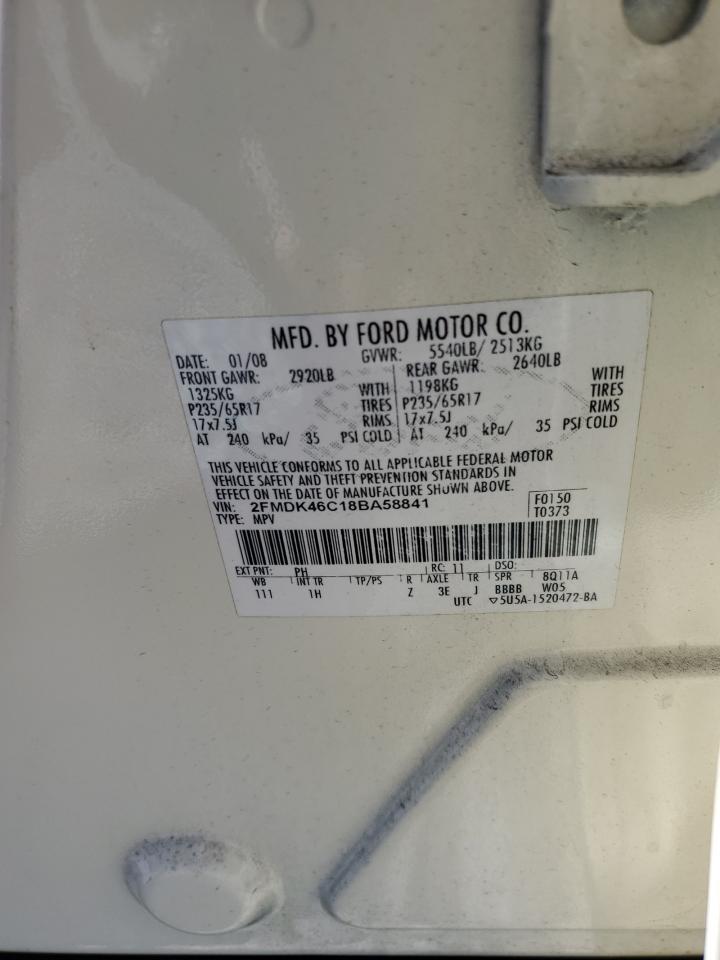 MFD. BY FORD MOTOR CO.
DATE: 01/08 GVWR: 5540LB/ 2513KG
FRONT GAWR: 2920LB REAR GAWR: 2640LB
1325KG WITH 1198KG WITH
P235/65R17 TIRES P235/65R17 TIRES
17x7.5J RIMS 17x7.5J RIMS
AT 240 kPa/ 35 PSI COLD AT 240 kPa/ 35 PSI COLD
THIS VEHICLE CONFORMS TO ALL APPLICABLE FEDERAL MOTOR
VEHICLE SAFETY AND THEFT PREVENTION STANDARDS IN
EFFECT ON THE DATE OF MANUFACTURE SHOWN ABOVE.
VIN: 2FMDK46C18BA58841 F0150
TYPE: MPV T0373
EXT PNT: PH RC: 11 DSO:
WB INT TR TP/PS R AXLE TR SPR 8Q11A
111 1H Z 3E J BBBB W05
UTC ▽5U5A-1520472-BA